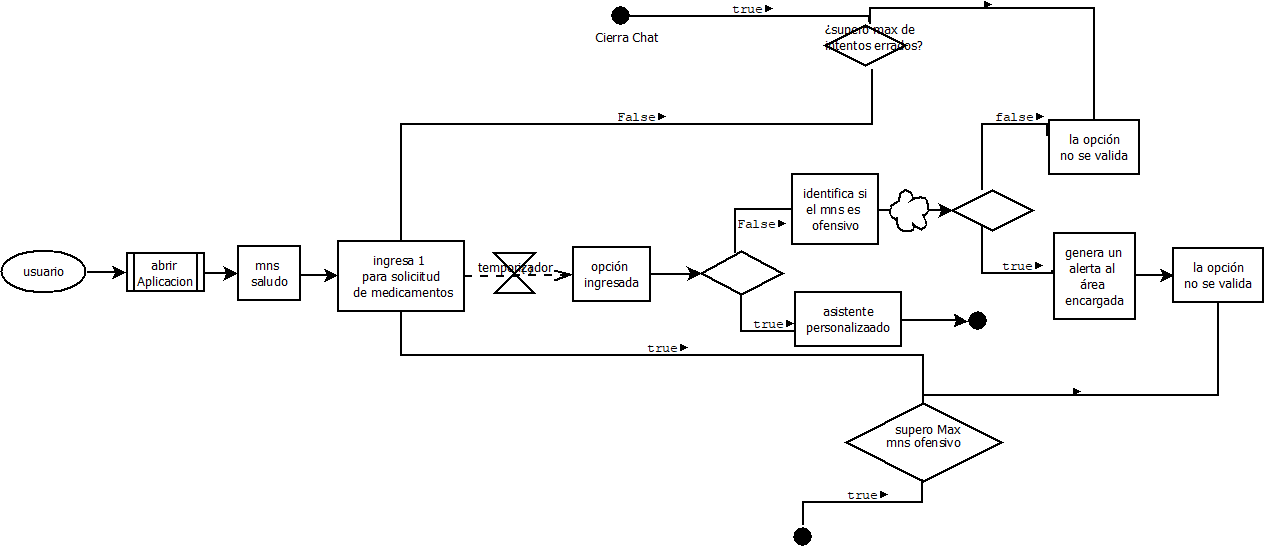 true
Cierra Chat
¿supero max de
intentos errados?
False
false
la opción
no se valida
identifica si
el mns es
ofensivo
False
usuario
abrir
Aplicacion
mns
saludo
ingresa 1
para solicitud
de medicamentos
temporizador
opción
ingresada
true
genera un
alerta al
área
encargada
la opción
no se valida
true
asistente
personalizaado
true
supero Max
mns ofensivo
true